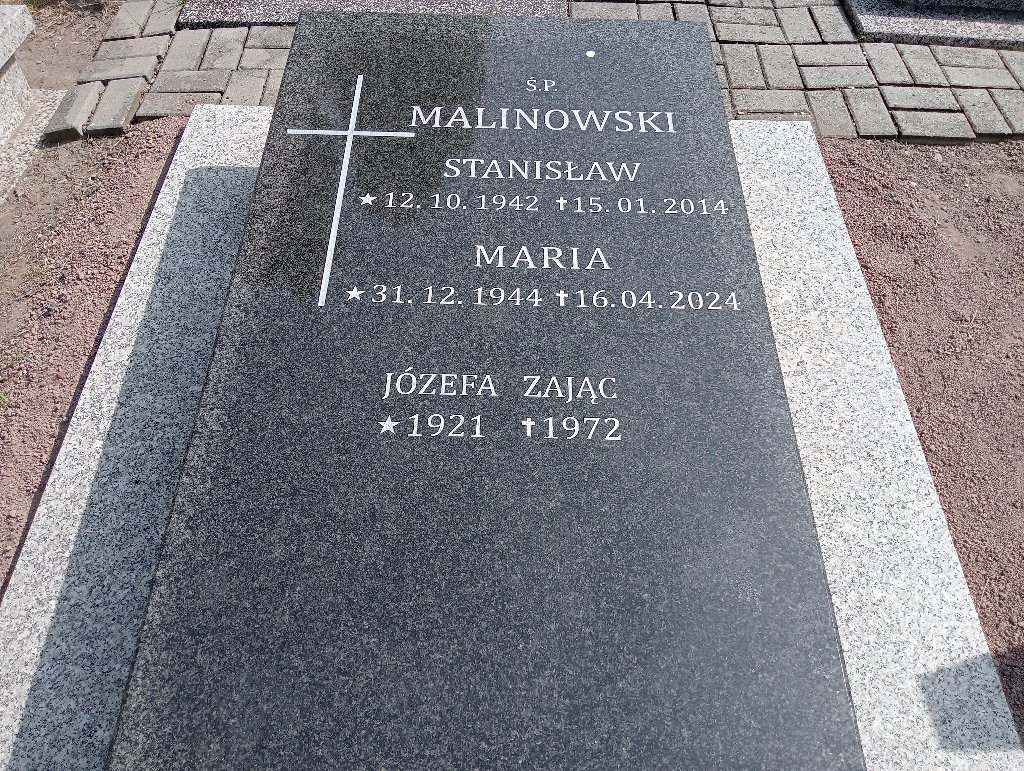 Ś.P.
MALINOWSKI
STANISŁAW
★12.10.1942 ✝15.01.2014
MARIA
★31.12.1944 ✝16.04.2024
JÓZEFA ZAJĄC
★1921 ✝1972